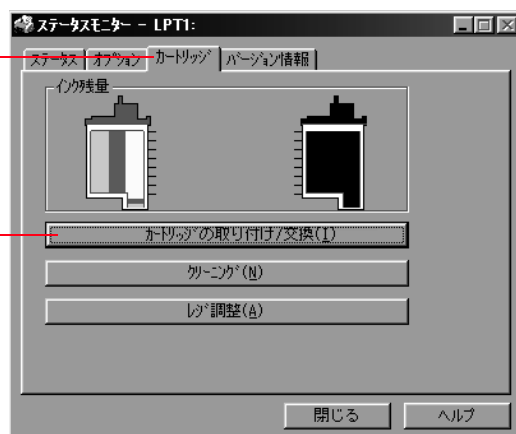 ステータスモニター - LPT1:
ステータス オプション カートリッジ バージョン情報
インク残量
カートリッジの取り付け/交換(I)
クリーニング(N)
レジ調整(A)
閉じる ヘルプ